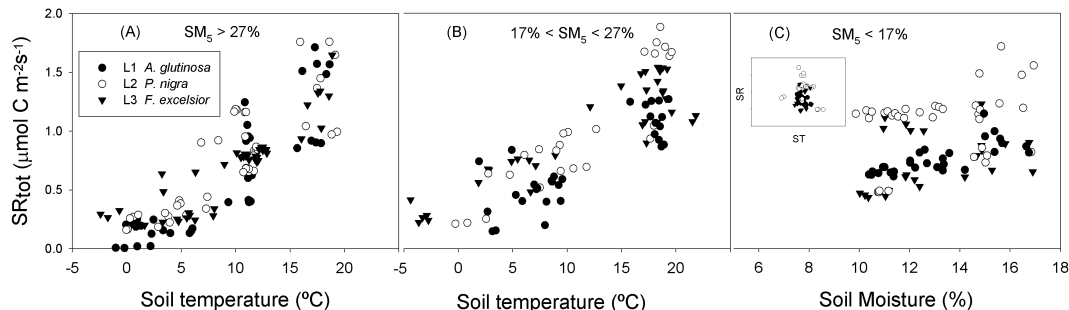 (A) SM5 > 27%
L1 A. glutinosa
L2 P. nigra
L3 F. excelsior
SRtot (μmol C m-2s-1)
2.0
1.5
1.0
0.5
0.0
-5 0 5 10 15 20
Soil temperature (ºC)
(B) 17% < SM5 < 27%
-5 0 5 10 15 20
Soil temperature (ºC)
(C) SM5 < 17%
SR
ST
6 8 10 12 14 16 18
Soil Moisture (%)